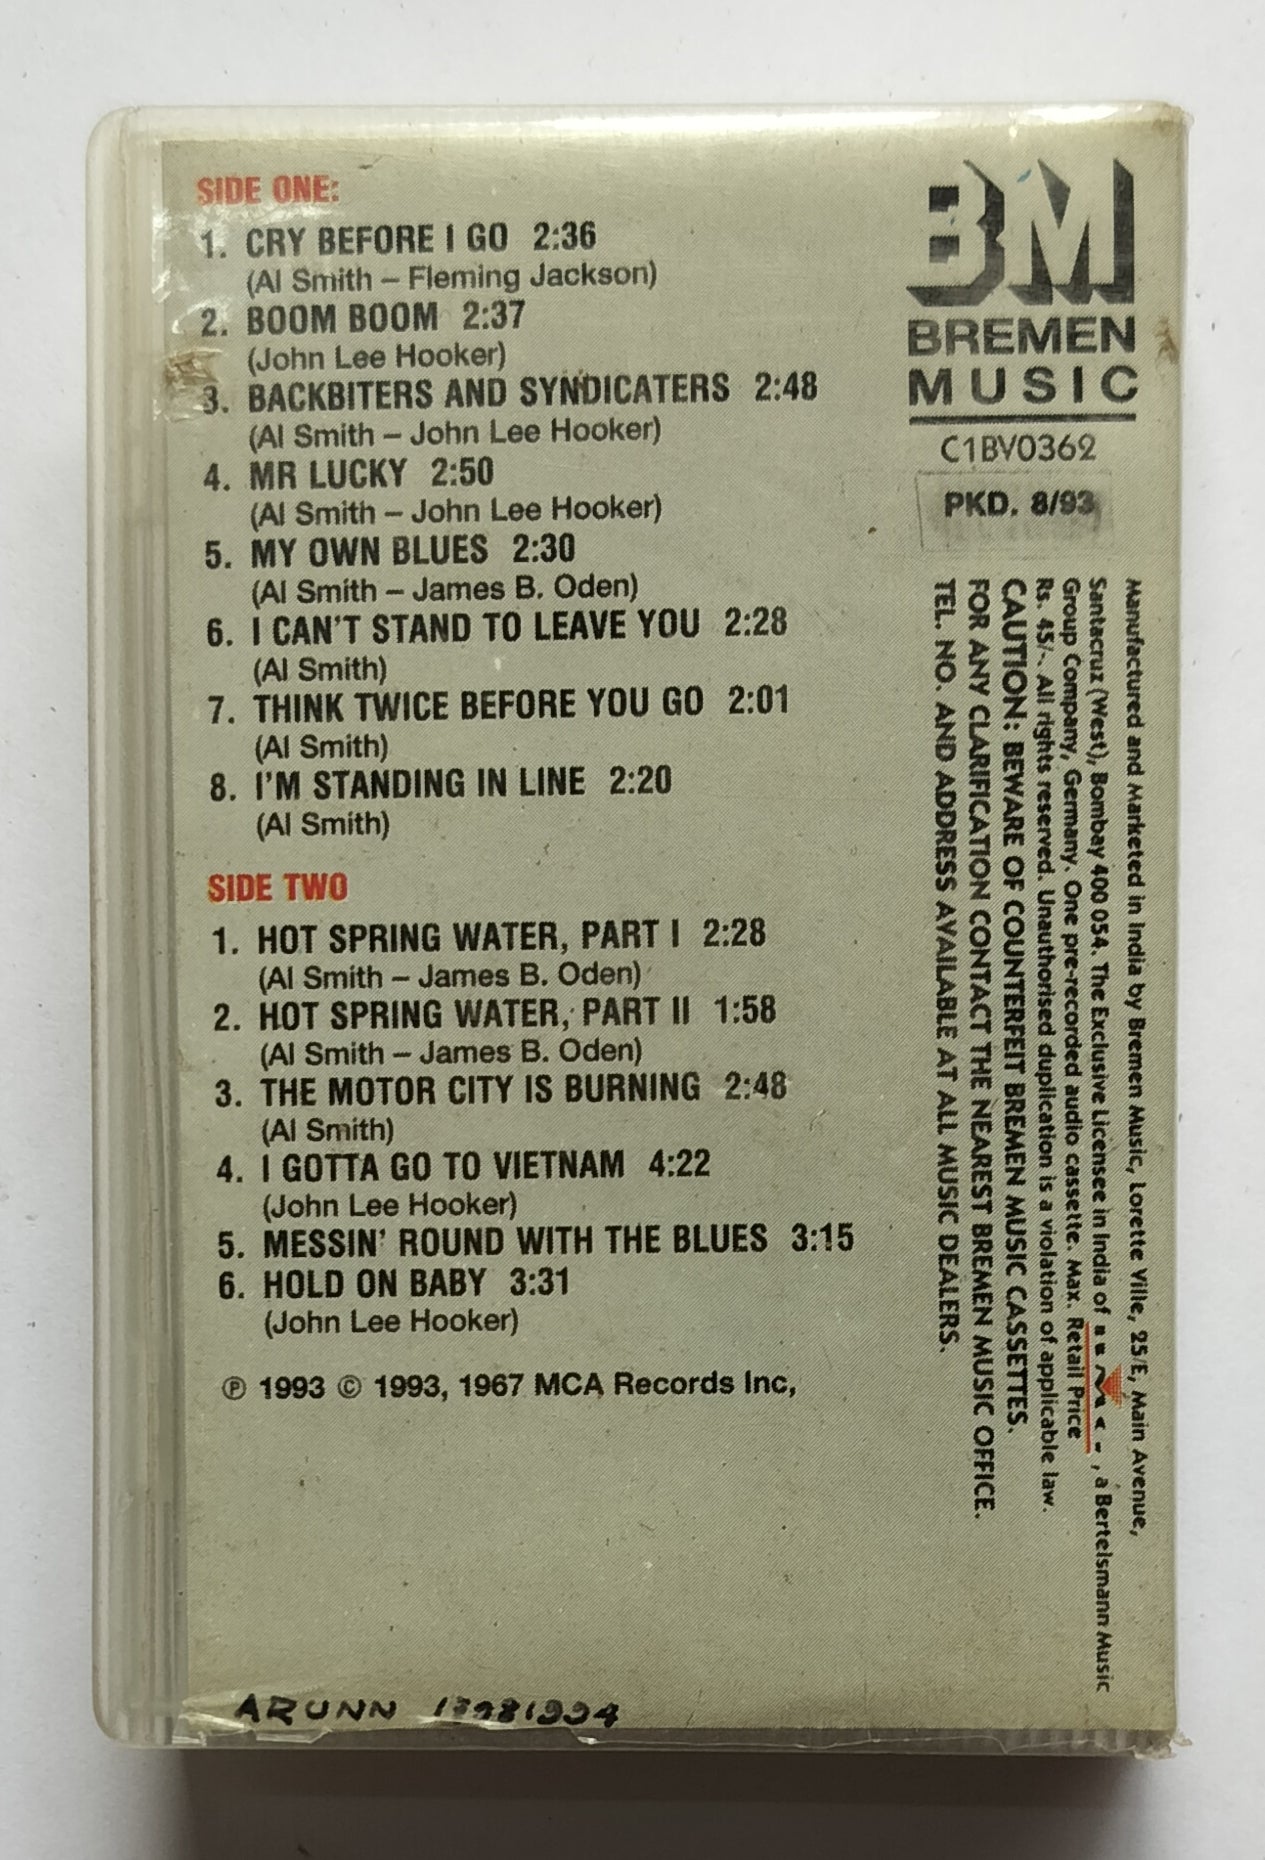 SIDE ONE:
1. CRY BEFORE I GO 2:36
(Al Smith – Fleming Jackson)
2. BOOM BOOM 2:37
(John Lee Hooker)
3. BACKBITERS AND SYNDICATERS 2:48
(Al Smith – John Lee Hooker)
4. MR LUCKY 2:50
(Al Smith – John Lee Hooker)
5. MY OWN BLUES 2:30
(Al Smith – James B. Oden)
6. I CAN'T STAND TO LEAVE YOU 2:28
(Al Smith)
7. THINK TWICE BEFORE YOU GO 2:01
(Al Smith)
8. I'M STANDING IN LINE 2:20
(Al Smith)
SIDE TWO
1. HOT SPRING WATER, PART I 2:28
(Al Smith – James B. Oden)
2. HOT SPRING WATER, PART II 1:58
(Al Smith – James B. Oden)
3. THE MOTOR CITY IS BURNING 2:48
(Al Smith)
4. I GOTTA GO TO VIETNAM 4:22
(John Lee Hooker)
5. MESSIN' ROUND WITH THE BLUES 3:15
6. HOLD ON BABY 3:31
(John Lee Hooker)
℗ 1993 © 1993, 1967 MCA Records Inc,
ARUNN
BM
BREMEN
MUSIC
C1BV0362
PKD. 8/93
Manufactured and Marketed in India by Bremen Music, Lorette Ville, 25/E, Main Avenue,
Santacruz (West), Bombay 400 054. The Exclusive Licensee in India of , a Bertelsmann Music
Group Company, Germany. One pre-recorded audio cassette. Max. Retail Price
Rs. 45/-. All rights reserved. Unauthorised duplication is a violation of applicable law.
CAUTION: BEWARE OF COUNTERFEIT BREMEN MUSIC CASSETTES.
FOR ANY CLARIFICATION CONTACT THE NEAREST BREMEN MUSIC OFFICE.
TEL. NO. AND ADDRESS AVAILABLE AT ALL MUSIC DEALERS.